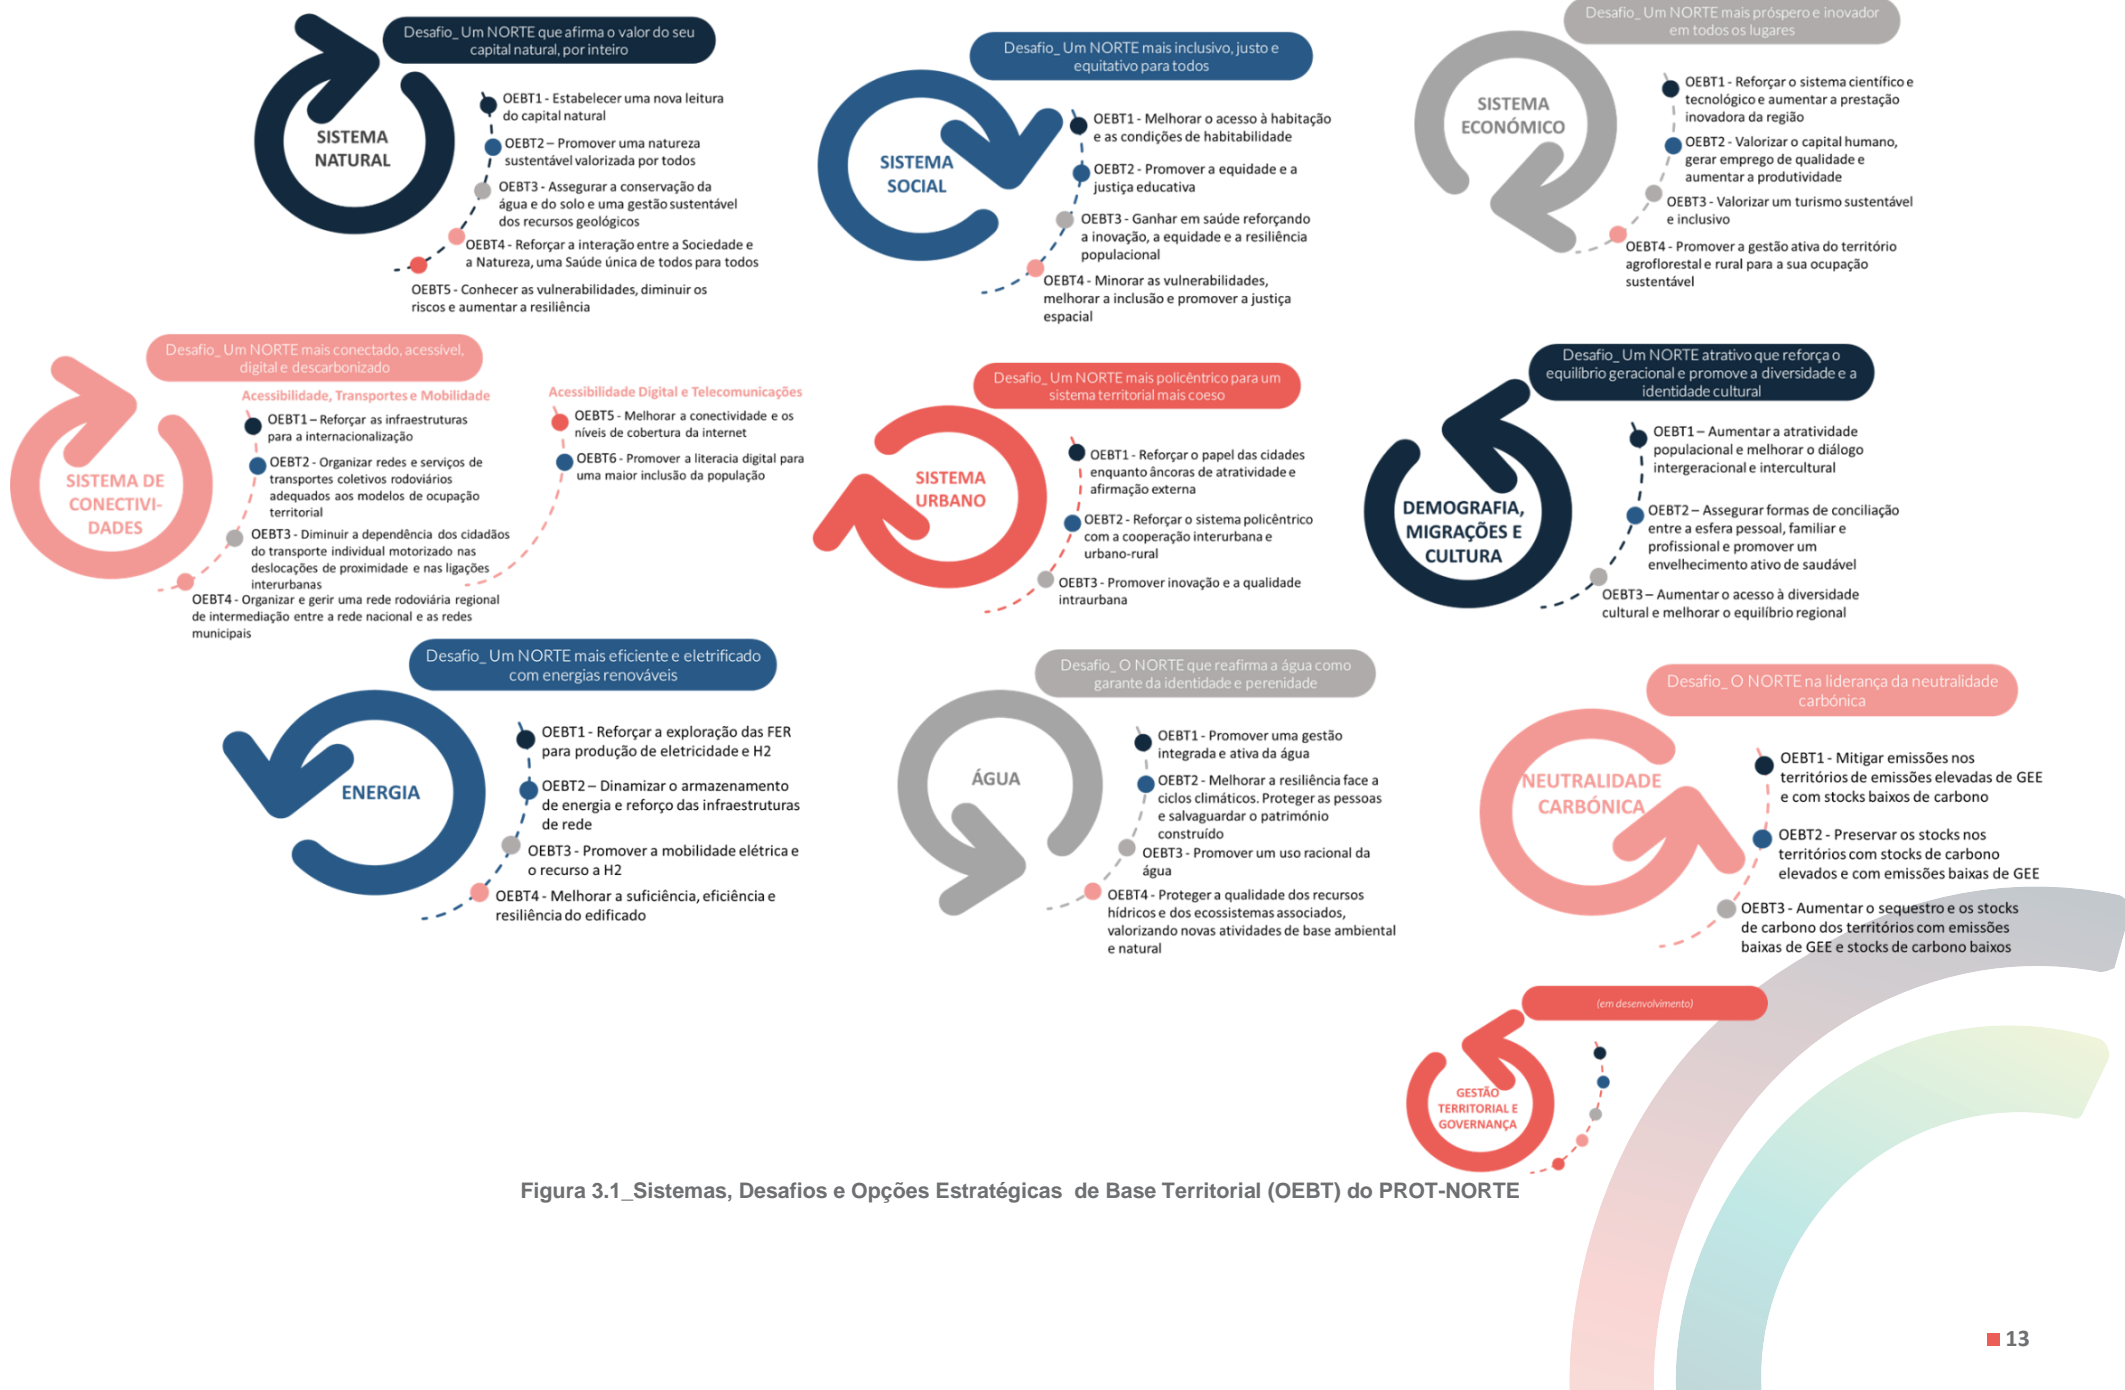 Desafio_ Um NORTE que afirma o valor do seu
capital natural, por inteiro
SISTEMA
NATURAL
OEBT1 - Estabelecer uma nova leitura
do capital natural
OEBT2 – Promover uma natureza
sustentável valorizada por todos
OEBT3 - Assegurar a conservação da
água e do solo e uma gestão sustentável
dos recursos geológicos
OEBT4 - Reforçar a interação entre a Sociedade e
a Natureza, uma Saúde única de todos para todos
OEBT5 - Conhecer as vulnerabilidades, diminuir os
riscos e aumentar a resiliência
Desafio_ Um NORTE mais inclusivo, justo e
equitativo para todos
SISTEMA
SOCIAL
OEBT1 - Melhorar o acesso à habitação
e as condições de habitabilidade
OEBT2 - Promover a equidade e a
justiça educativa
OEBT3 - Ganhar em saúde reforçando
a inovação, a equidade e a resiliência
populacional
OEBT4 - Minorar as vulnerabilidades,
melhorar a inclusão e promover a justiça
espacial
Desafio_ Um NORTE mais próspero e inovador
em todos os lugares
SISTEMA
ECONÓMICO
OEBT1 - Reforçar o sistema científico e
tecnológico e aumentar a prestação
inovadora da região
OEBT2 - Valorizar o capital humano,
gerar emprego de qualidade e
aumentar a produtividade
OEBT3 - Valorizar um turismo sustentável
e inclusivo
OEBT4 - Promover a gestão ativa do território
agroflorestal e rural para a sua ocupação
sustentável
Desafio_ Um NORTE mais conectado, acessível,
digital e descarbonizado
SISTEMA DE
CONECTIVI-
DADES
Acessibilidade, Transportes e Mobilidade
OEBT1 – Reforçar as infraestruturas
para a internacionalização
OEBT2 - Organizar redes e serviços de
transportes coletivos rodoviários
adequados aos modelos de ocupação
territorial
OEBT3 - Diminuir a dependência dos cidadãos
do transporte individual motorizado nas
deslocações de proximidade e nas ligações
interurbanas
OEBT4 - Organizar e gerir uma rede rodoviária regional
de intermediação entre a rede nacional e as redes
municipais
Acessibilidade Digital e Telecomunicações
OEBT5 - Melhorar a conectividade e os
níveis de cobertura da internet
OEBT6 - Promover a literacia digital para
uma maior inclusão da população
Desafio_ Um NORTE mais policêntrico para um
sistema territorial mais coeso
SISTEMA
URBANO
OEBT1 - Reforçar o papel das cidades
enquanto âncoras de atratividade e
afirmação externa
OEBT2 - Reforçar o sistema policêntrico
com a cooperação interurbana e
urbano-rural
OEBT3 - Promover inovação e a qualidade
intraurbana
Desafio_ Um NORTE atrativo que reforça o
equilíbrio geracional e promove a diversidade e a
identidade cultural
DEMOGRAFIA,
MIGRAÇÕES E
CULTURA
OEBT1 – Aumentar a atratividade
populacional e melhorar o diálogo
intergeracional e intercultural
OEBT2 – Assegurar formas de conciliação
entre a esfera pessoal, familiar e
profissional e promover um
envelhecimento ativo de saudável
OEBT3 – Aumentar o acesso à diversidade
cultural e melhorar o equilíbrio regional
Desafio_ Um NORTE mais eficiente e eletrificado
com energias renováveis
ENERGIA
OEBT1 - Reforçar a exploração das FER
para produção de eletricidade e H2
OEBT2 – Dinamizar o armazenamento
de energia e reforço das infraestruturas
de rede
OEBT3 - Promover a mobilidade elétrica e
o recurso a H2
OEBT4 - Melhorar a suficiência, eficiência e
resiliência do edificado
Desafio_ O NORTE que reafirma a água como
garante da identidade e perenidade
ÁGUA
OEBT1 - Promover uma gestão
integrada e ativa da água
OEBT2 - Melhorar a resiliência face a
ciclos climáticos. Proteger as pessoas
e salvaguardar o património
construído
OEBT3 - Promover um uso racional da
água
OEBT4 - Proteger a qualidade dos recursos
hídricos e dos ecossistemas associados,
valorizando novas atividades de base ambiental
e natural
Desafio_ O NORTE na liderança da neutralidade
carbónica
NEUTRALIDADE
CARBÓNICA
OEBT1 - Mitigar emissões nos
territórios de emissões elevadas de GEE
e com stocks baixos de carbono
OEBT2 - Preservar os stocks nos
territórios com stocks de carbono
elevados e com emissões baixas de GEE
OEBT3 - Aumentar o sequestro e os stocks
de carbono dos territórios com emissões
baixas de GEE e stocks de carbono baixos
(em desenvolvimento)
GESTÃO
TERRITORIAL E
GOVERNANÇA
Figura 3.1_Sistemas, Desafios e Opções Estratégicas de Base Territorial (OEBT) do PROT-NORTE
13